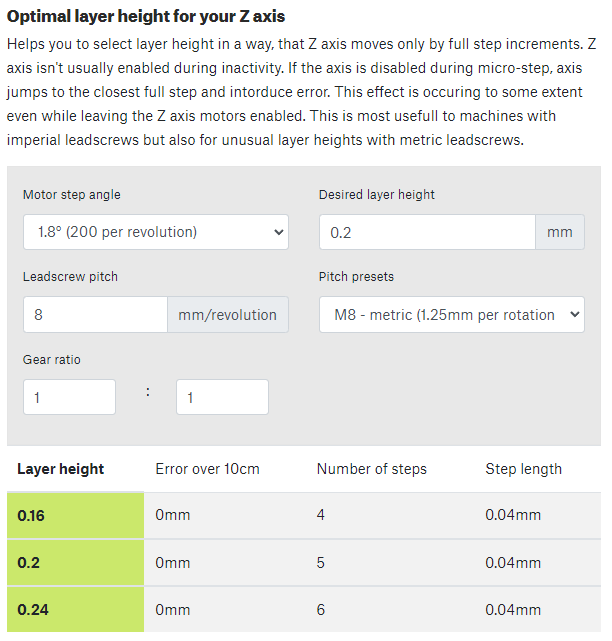 Optimal layer height for your Z axis
Helps you to select layer height in a way, that Z axis moves only by full step increments. Z
axis isn't usually enabled during inactivity. If the axis is disabled during micro-step, axis
jumps to the closest full step and intorduce error. This effect is occuring to some extent
even while leaving the Z axis motors enabled. This is most usefull to machines with
imperial leadscrews but also for unusual layer heights with metric leadscrews.
Motor step angle Desired layer height
1.8° (200 per revolution) 0.2 mm
Leadscrew pitch Pitch presets
8 mm/revolution M8 - metric (1.25mm per rotation
Gear ratio
1 : 1
Layer height Error over 10cm Number of steps Step length
0.16 0mm 4 0.04mm
0.2 0mm 5 0.04mm
0.24 0mm 6 0.04mm